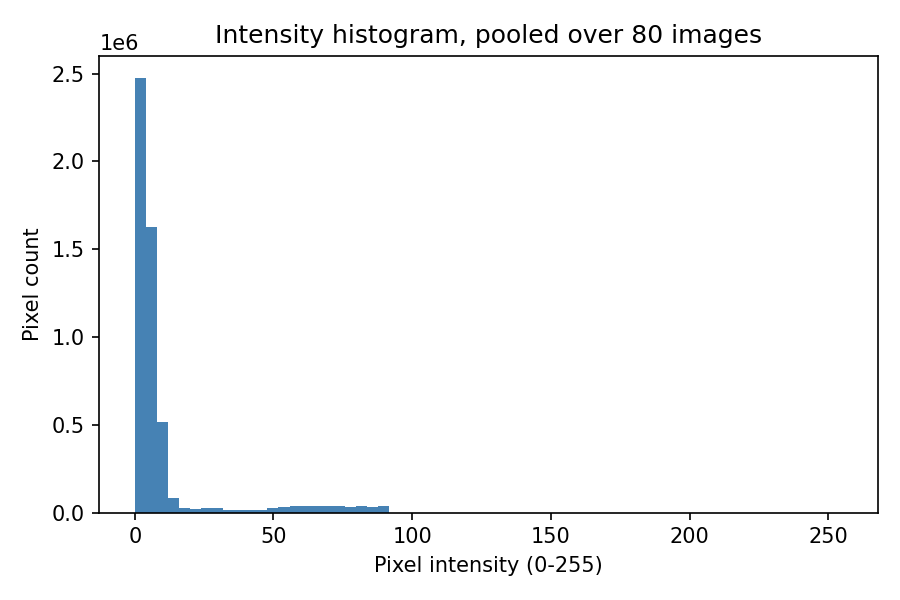 Intensity histogram, pooled over 80 images
1e6
2.5
2.0
1.5
1.0
0.5
0.0
Pixel count
0 50 100 150 200 250
Pixel intensity (0-255)